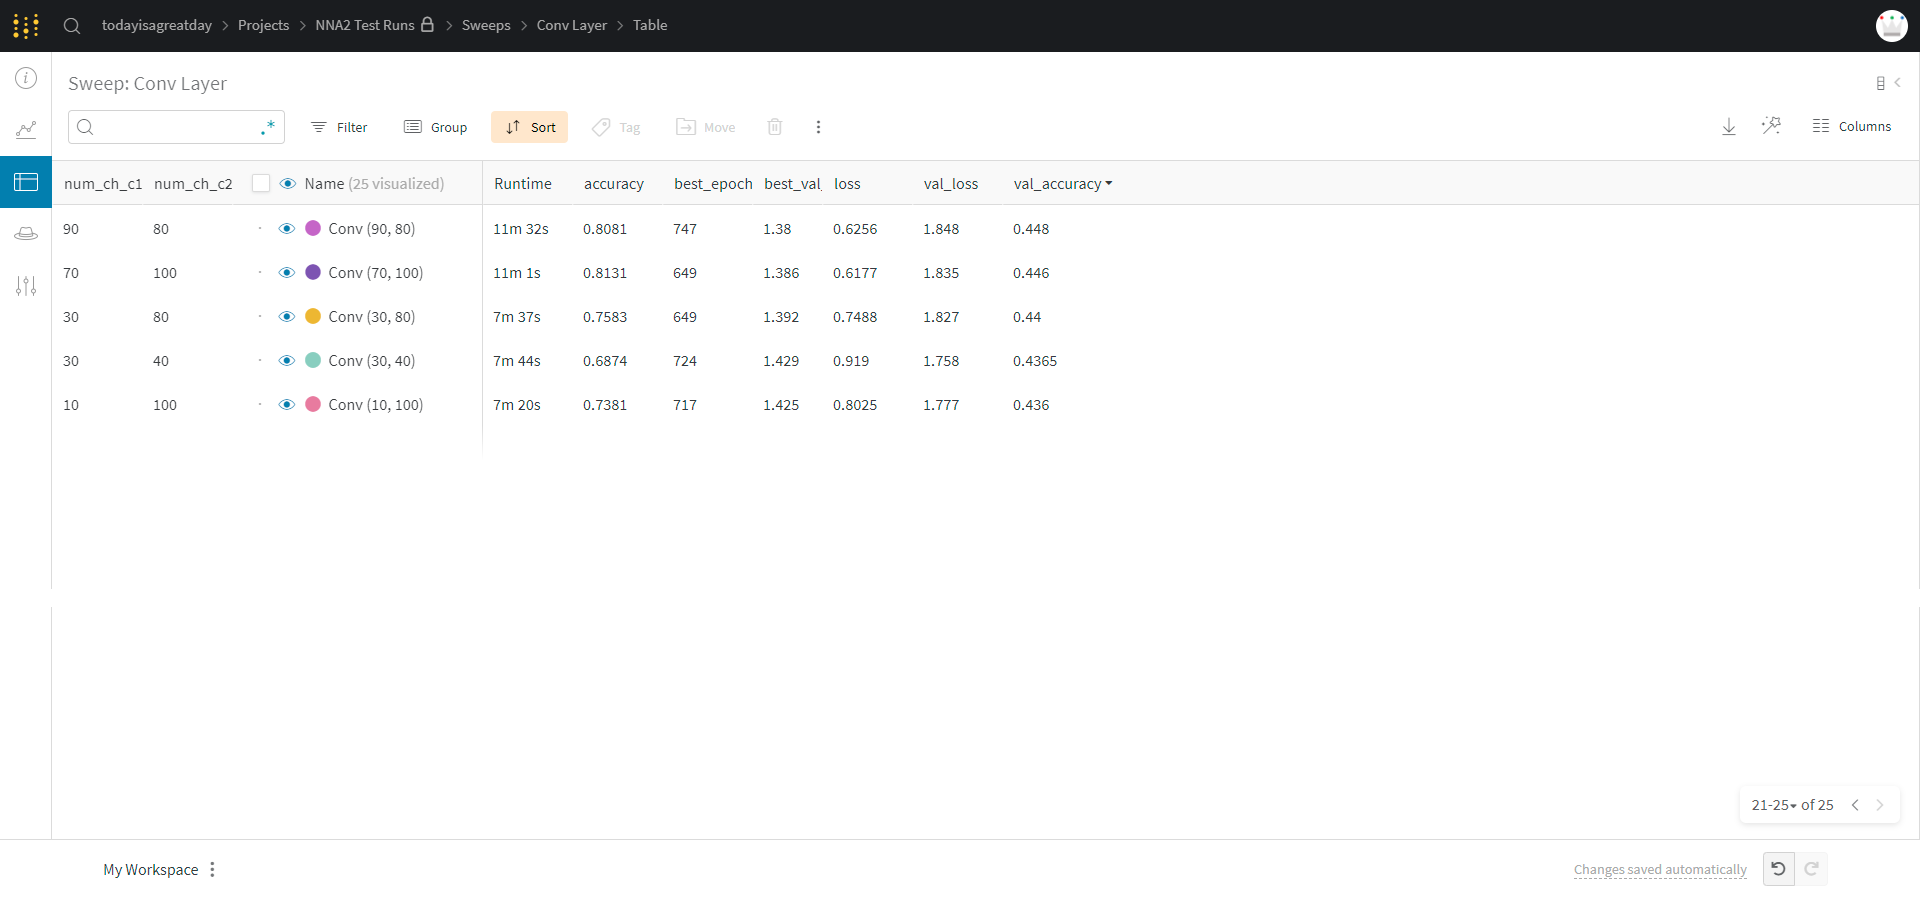 todayisagreatday > Projects > NNA2 Test Runs > Sweeps > Conv Layer > Table
Sweep: Conv Layer
.* Filter Group Sort Tag Move Columns
num_ch_c1 num_ch_c2 Name (25 visualized) Runtime accuracy best_epoch best_val_ loss val_loss val_accuracy
90 80 Conv (90, 80) 11m 32s 0.8081 747 1.38 0.6256 1.848 0.448
70 100 Conv (70, 100) 11m 1s 0.8131 649 1.386 0.6177 1.835 0.446
30 80 Conv (30, 80) 7m 37s 0.7583 649 1.392 0.7488 1.827 0.44
30 40 Conv (30, 40) 7m 44s 0.6874 724 1.429 0.919 1.758 0.4365
10 100 Conv (10, 100) 7m 20s 0.7381 717 1.425 0.8025 1.777 0.436
21-25 of 25
My Workspace
Changes saved automatically